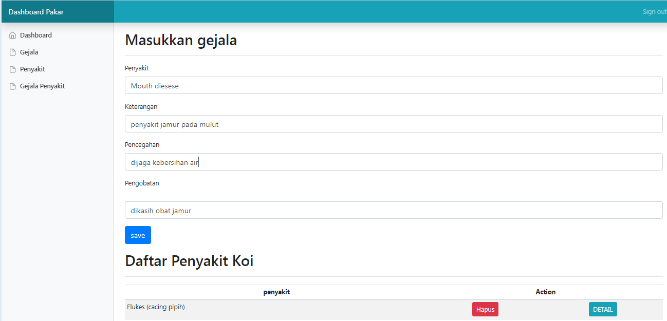 Dashboard Pakar
Sign out
Dashboard
Gejala
Penyakit
Gejala Penyakit
Masukkan gejala
Penyakit
Mouth diesese
Keterangan
penyakit jamur pada mulut
Pencegahan
dijaga kebersihan air
Pengobatan
dikasih obat jamur
save
Daftar Penyakit Koi
penyakit Action
Flukes (cacing pipih) Hapus DETAIL